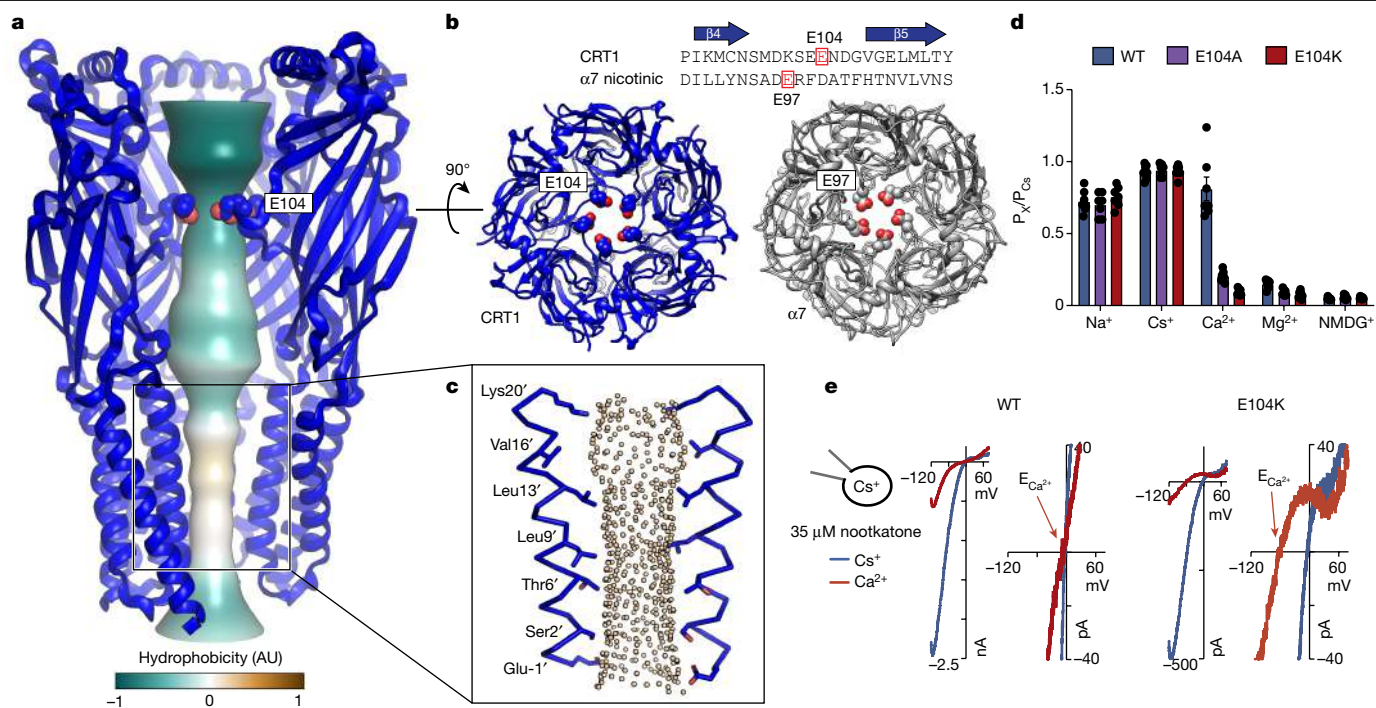 a
E104
Hydrophobicity (AU)
−1 0 1
b
β4 β5
E104
CRT1 PIKMCNSMDKSEENDGVGELMLTY
α7 nicotinic DILLYNSADERFDATFHTNVLVNS
E97
90°
E104
E97
CRT1
α7
c
Lys20′
Val16′
Leu13′
Leu9′
Thr6′
Ser2′
Glu-1′
d
WT E104A E104K
1.5
1.0
0.5
0
PX/PCs
Na⁺ Cs⁺ Ca²⁺ Mg²⁺ NMDG⁺
e
WT E104K
Cs⁺
35 μM nootkatone
Cs⁺
Ca²⁺
−120 60
mV
−2.5
nA
ECa²⁺
40
−120 60
mV
−40
pA
−120 60
mV
−500
pA
ECa²⁺
40
−120 60
mV
−40
pA